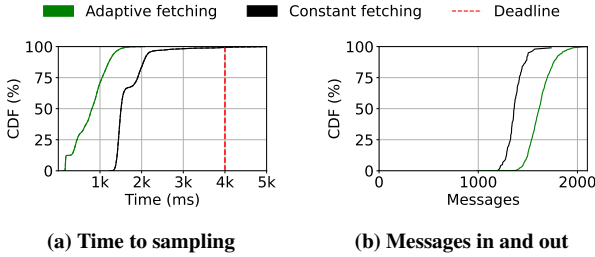 Adaptive fetching Constant fetching Deadline
100
75
50
25
0
CDF (%)
1k 2k 3k 4k 5k
Time (ms)
100
75
50
25
0
CDF (%)
0 1000 2000
Messages
(a) Time to sampling
(b) Messages in and out